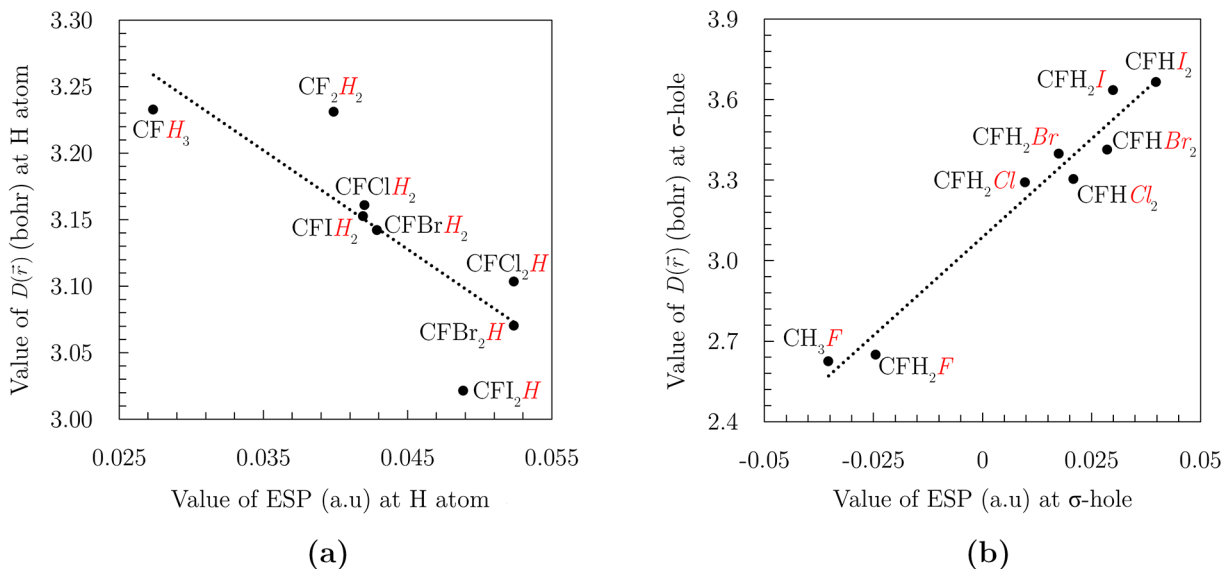 3.30
3.25
3.20
3.15
3.10
3.05
3.00
Value of D(r⃗) (bohr) at H atom
CF₂H₂
CFH₃
CFClH₂
CFIH₂
CFBrH₂
CFCl₂H
CFBr₂H
CFI₂H
0.025 0.035 0.045 0.055
Value of ESP (a.u) at H atom
(a)
3.9
3.6
3.3
3.0
2.7
2.4
Value of D(r⃗) (bohr) at σ-hole
CFHI₂
CFH₂I
CFH₂Br
CFHBr₂
CFH₂Cl
CFHCl₂
CH₃F
CFH₂F
-0.05 -0.025 0 0.025 0.05
Value of ESP (a.u) at σ-hole
(b)